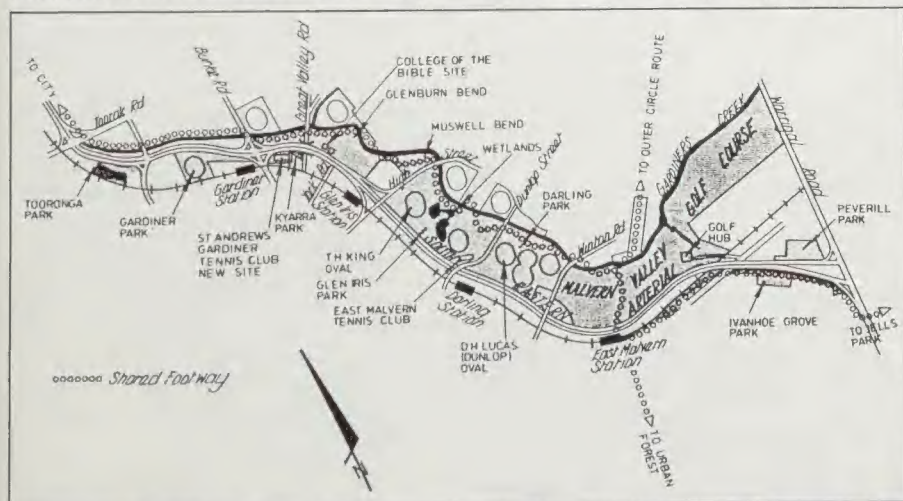 TO CITY
Toorak Rd
Burke Rd
Great Valley Rd
COLLEGE OF THE
BIBLE SITE
GLENBURN BEND
MUSWELL BEND
High Street
WETLANDS
Dunlop Street
DARLING
PARK
TO OUTER CIRCLE ROUTE
GARDINERS CREEK
GOLF COURSE
Warrigal Road
PEVERILL PARK
GOLF
HUB
TOORONGA
PARK
GARDINER
PARK
Gardiner
Station
ST ANDREWS
GARDINER
TENNIS CLUB
NEW SITE
KYARRA
PARK
Glen Iris
Station
TH KING
OVAL
GLEN IRIS
PARK
EAST MALVERN
TENNIS CLUB
Darling
Station
DH LUCAS
(DUNLOP)
OVAL
MALVERN
VALLEY
ARTERIAL
East Malvern
Station
IVANHOE GROVE
PARK
TO JELLS
PARK
TO URBAN
FOREST
ooooooo Shared Footway
N